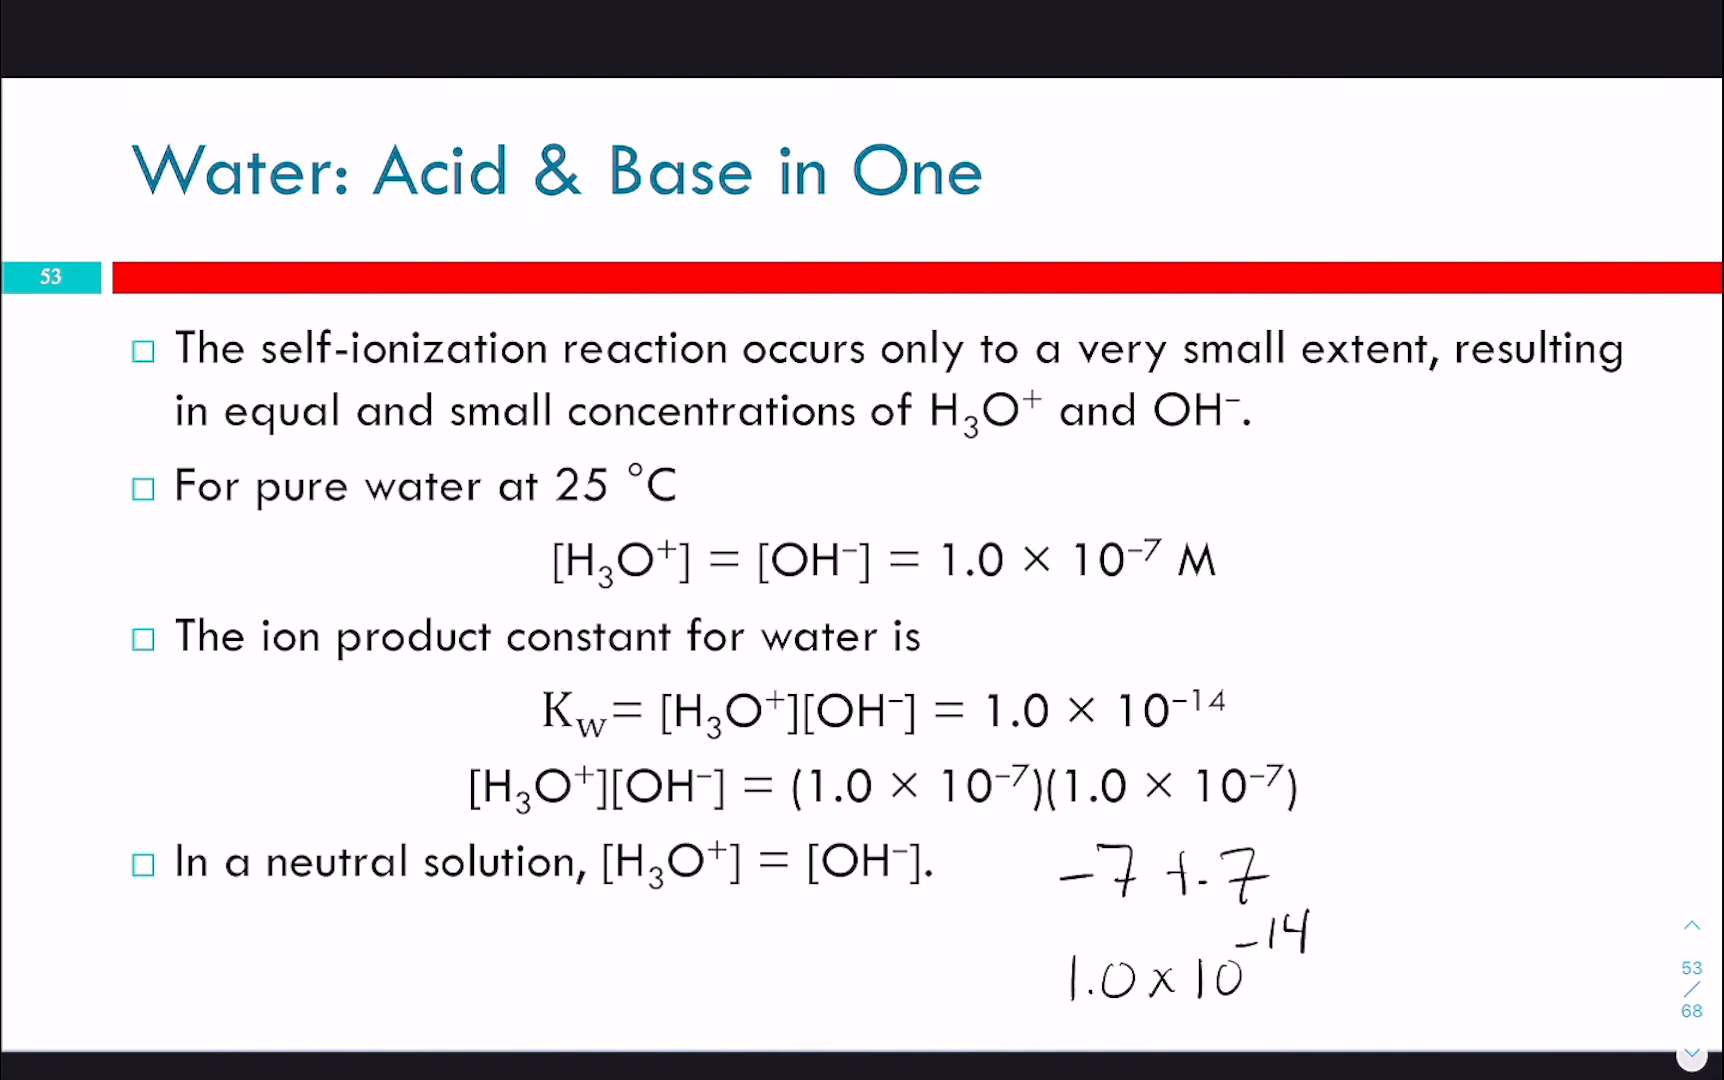 Water: Acid & Base in One
53
□ The self-ionization reaction occurs only to a very small extent, resulting
in equal and small concentrations of H₃O⁺ and OH⁻.
□ For pure water at 25 °C
[H₃O⁺] = [OH⁻] = 1.0 × 10⁻⁷ M
□ The ion product constant for water is
K_w = [H₃O⁺][OH⁻] = 1.0 × 10⁻¹⁴
[H₃O⁺][OH⁻] = (1.0 × 10⁻⁷)(1.0 × 10⁻⁷)
□ In a neutral solution, [H₃O⁺] = [OH⁻].
-7 + -7
1.0 x 10⁻¹⁴
53
/
68